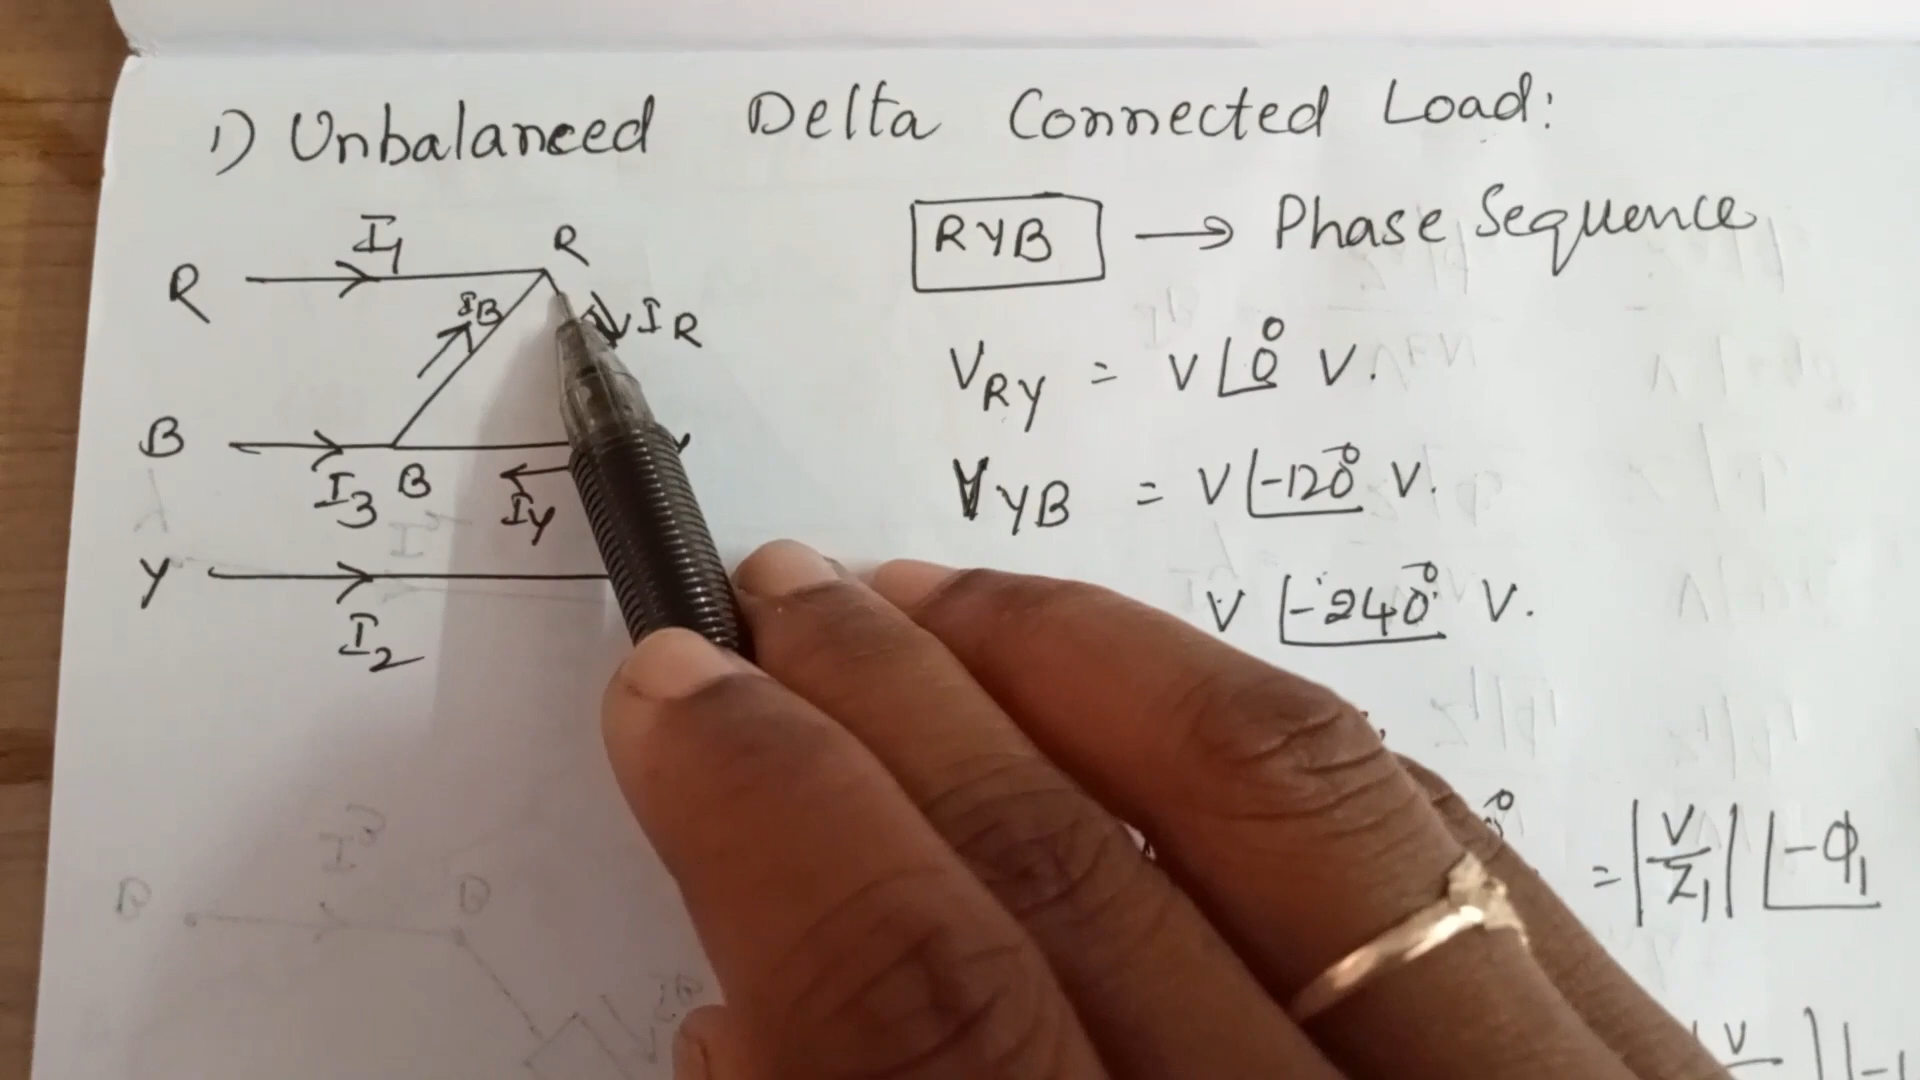 1) Unbalanced Delta Connected Load:
R I1 R
IB IR
B I3 B IY Y
Y I2
RYB → Phase Sequence
VRY = V∠0° V.
VYB = V∠-120° V.
V∠-240° V.
= |V/Z1| ∠-φ1
V